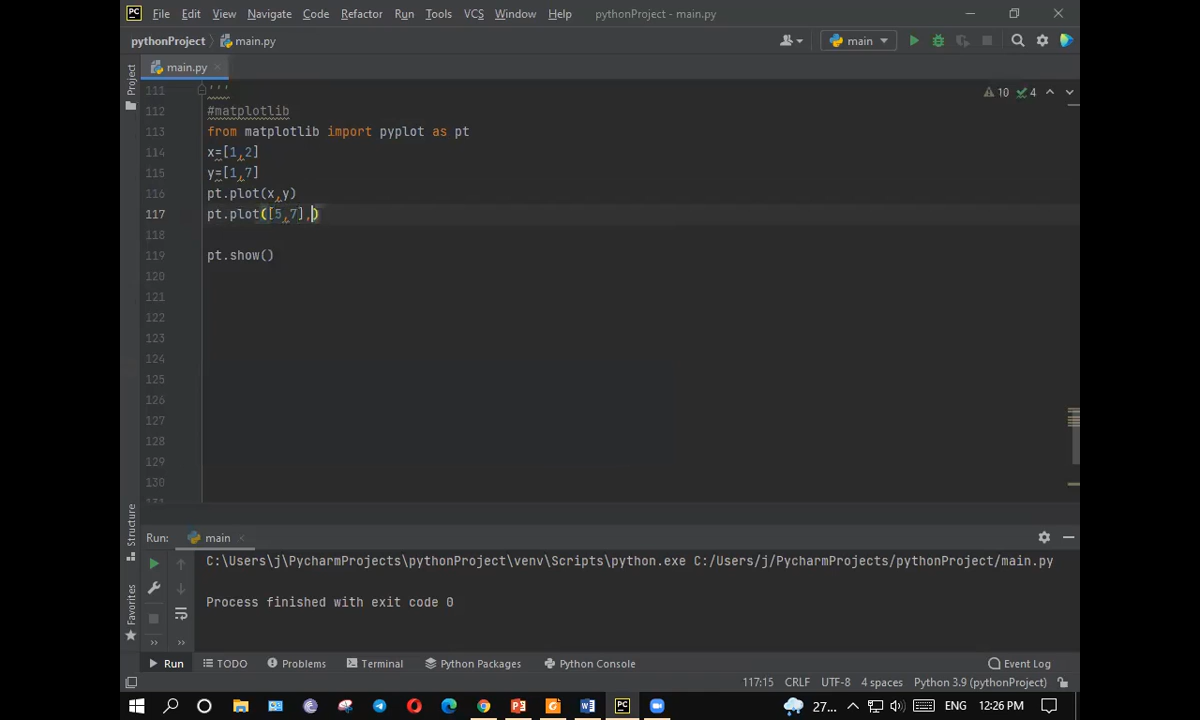 PC File Edit View Navigate Code Refactor Run Tools VCS Window Help pythonProject - main.py
pythonProject main.py main
Project main.py
111 '''
10 4
112 #matplotlib
113 from matplotlib import pyplot as pt
114 x=[1,2]
115 y=[1,7]
116 pt.plot(x,y)
117 pt.plot([5,7],)
118
119 pt.show()
120
121
122
123
124
125
126
127
128
129
130
Structure
Favorites
Run: main
C:\Users\j\PycharmProjects\pythonProject\venv\Scripts\python.exe C:/Users/j/PycharmProjects/pythonProject/main.py
Process finished with exit code 0
Run TODO Problems Terminal Python Packages Python Console Event Log
117:15 CRLF UTF-8 4 spaces Python 3.9 (pythonProject)
PC 27... ENG 12:26 PM